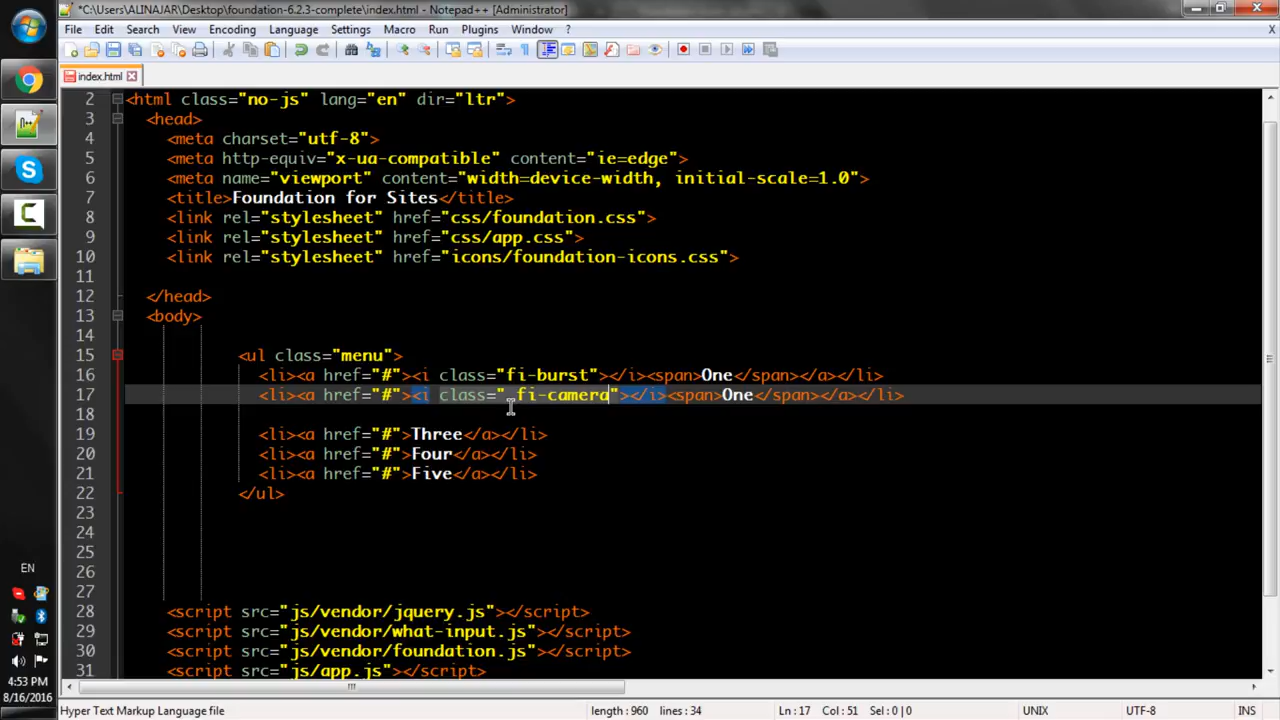 *C:\Users\ALINAJAR\Desktop\foundation-6.2.3-complete\index.html - Notepad++ [Administrator]
File Edit Search View Encoding Language Settings Macro Run Plugins Window ? X
index.html
2 <html class="no-js" lang="en" dir="ltr">
3 <head>
4 <meta charset="utf-8">
5 <meta http-equiv="x-ua-compatible" content="ie=edge">
6 <meta name="viewport" content="width=device-width, initial-scale=1.0">
7 <title>Foundation for Sites</title>
8 <link rel="stylesheet" href="css/foundation.css">
9 <link rel="stylesheet" href="css/app.css">
10 <link rel="stylesheet" href="icons/foundation-icons.css">
11
12 </head>
13 <body>
14
15 <ul class="menu">
16 <li><a href="#"><i class="fi-burst"></i><span>One</span></a></li>
17 <li><a href="#"><i class=" fi-camera"></i><span>One</span></a></li>
18
19 <li><a href="#">Three</a></li>
20 <li><a href="#">Four</a></li>
21 <li><a href="#">Five</a></li>
22 </ul>
23
24
25
26
27
28 <script src="js/vendor/jquery.js"></script>
29 <script src="js/vendor/what-input.js"></script>
30 <script src="js/vendor/foundation.js"></script>
31 <script src="js/app.js"></script>
EN
4:53 PM
8/16/2016
Hyper Text Markup Language file length : 960 lines : 34 Ln : 17 Col : 51 Sel : 0 | 0 UNIX UTF-8 INS